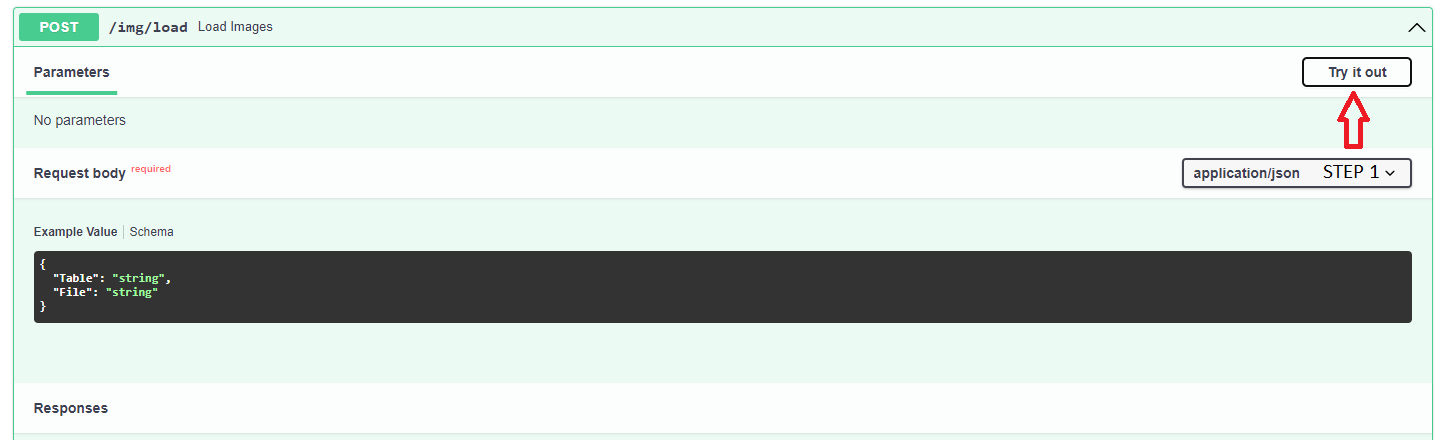 POST /img/load Load Images
Parameters Try it out
No parameters
Request body required application/json STEP 1
Example Value Schema
{
"Table": "string",
"File": "string"
}
Responses